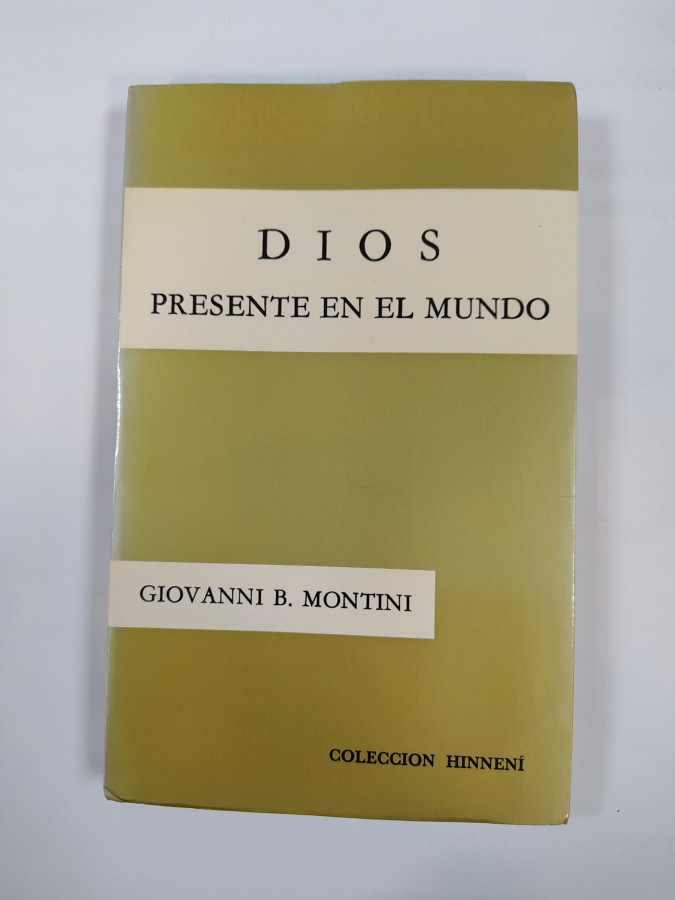 DIOS
PRESENTE EN EL MUNDO
GIOVANNI B. MONTINI
COLECCION HINNENÍ